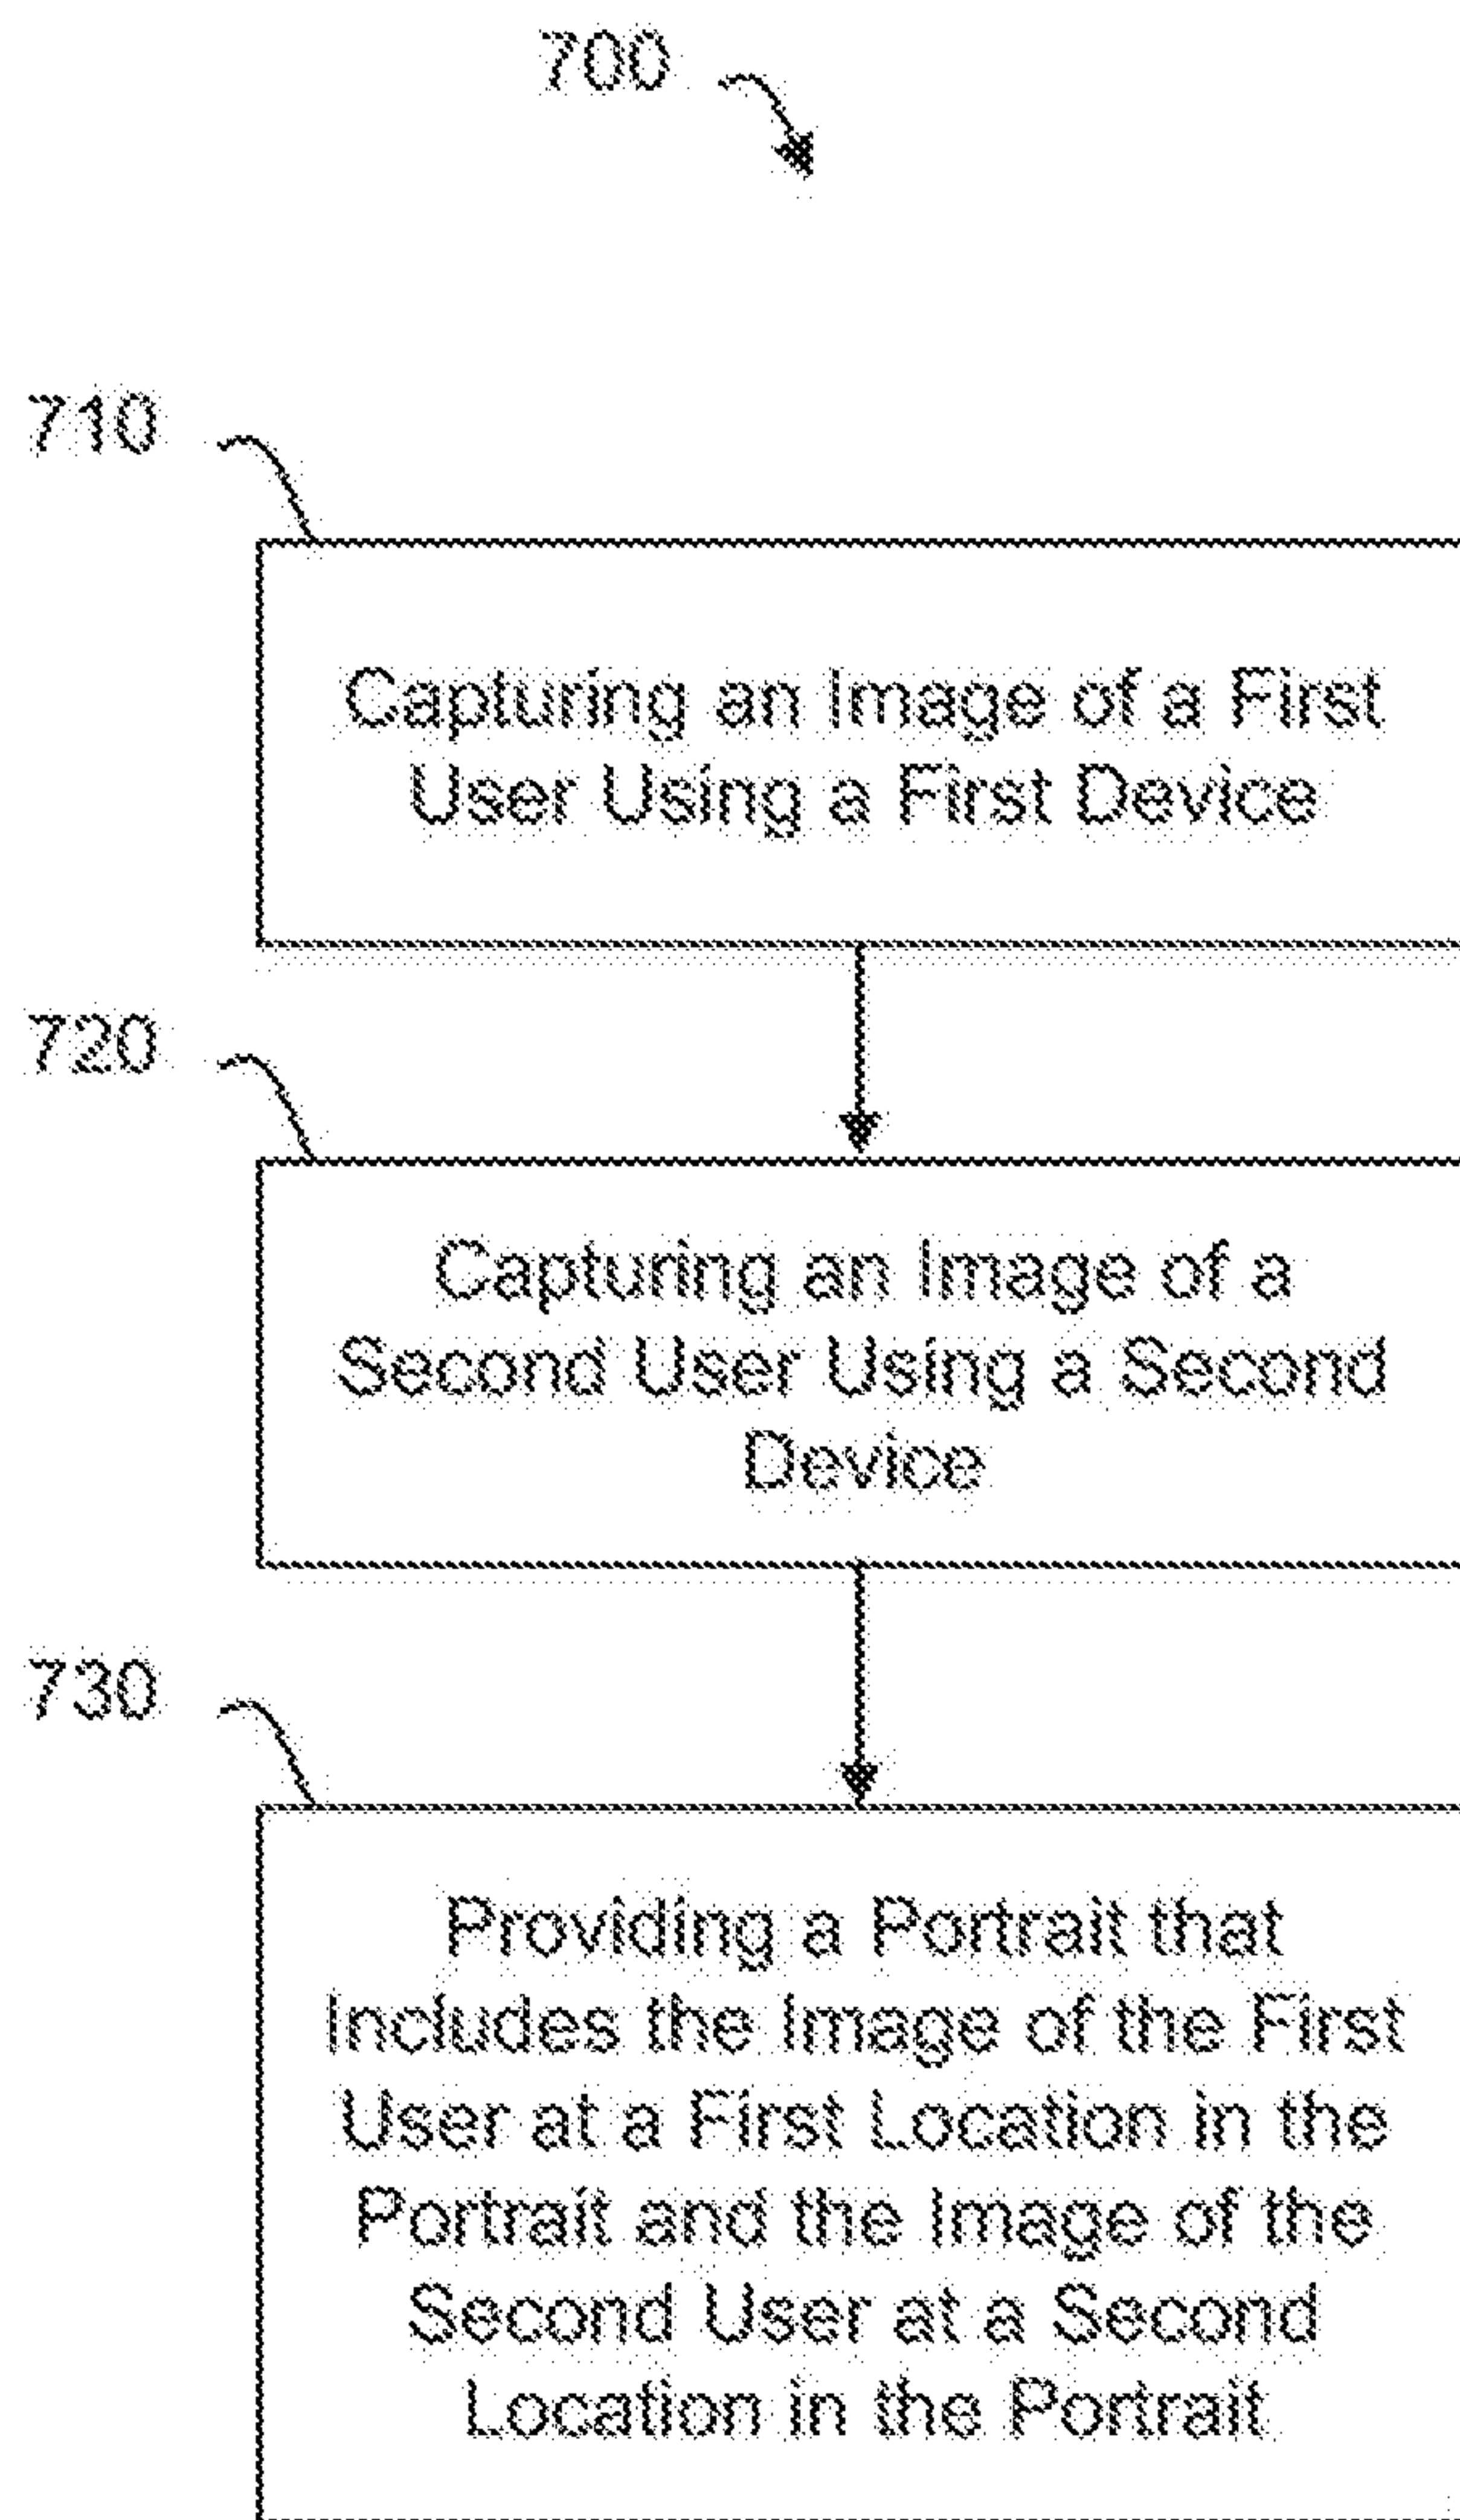 700
710
Capturing an Image of a First
User Using a First Device
720
Capturing an Image of a
Second User Using a Second
Device
730
Providing a Portrait that
Includes the Image of the First
User at a First Location in the
Portrait and the Image of the
Second User at a Second
Location in the Portrait